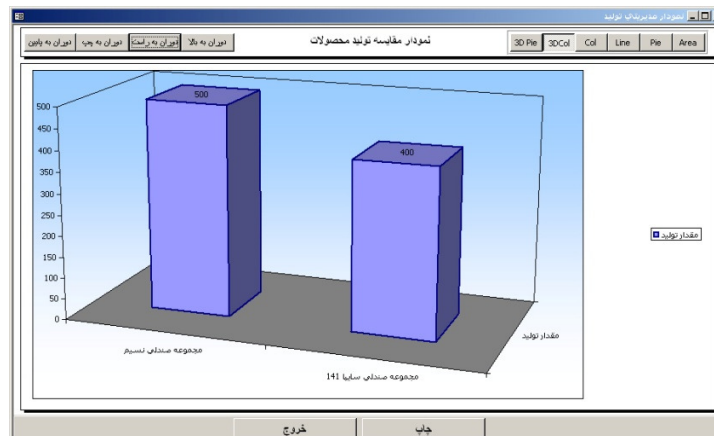 نمودار مدیریتی تولید
3D Pie
3DCol
Col
Line
Pie
Area
نمودار مقایسه تولید محصولات
دوران به بالا
دوران به راست
دوران به چپ
دوران به پایین
500
450
400
350
300
250
200
150
100
50
0
500
400
مجموعه صندلی نسیم
مجموعه صندلی سایپا 141
مقدار تولید
مقدار تولید
چاپ
خروج